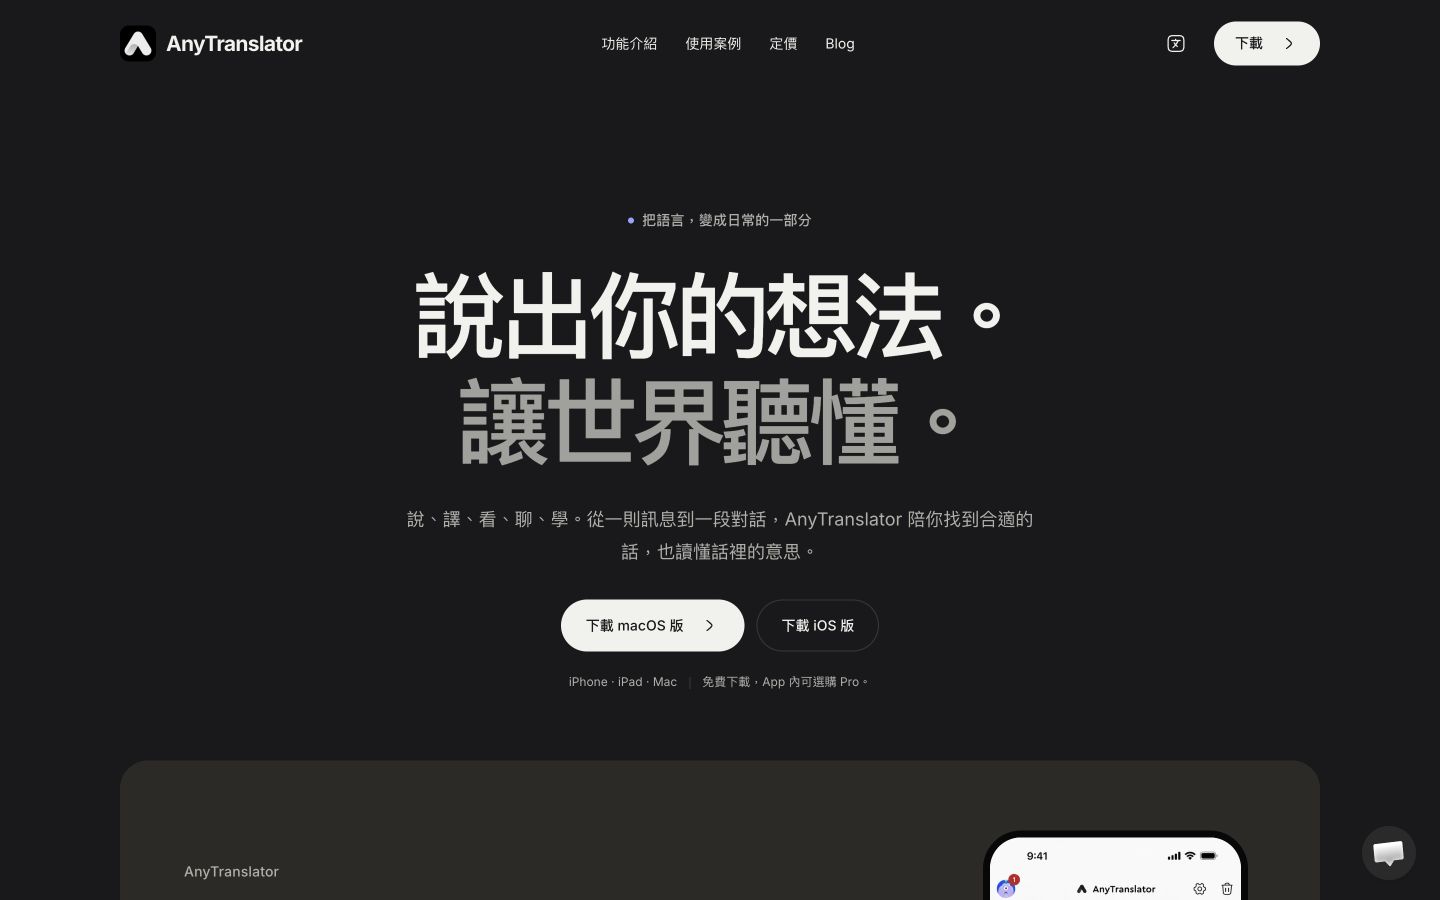 AnyTranslator
功能介紹
使用案例
定價
Blog
下載
把語言，變成日常的一部分
說出你的想法。
讓世界聽懂。
說、譯、看、聊、學。從一則訊息到一段對話，AnyTranslator 陪你找到合適的
話，也讀懂話裡的意思。
下載 macOS 版
下載 iOS 版
iPhone · iPad · Mac | 免費下載，App 內可選購 Pro。
AnyTranslator
9:41
1
AnyTranslator